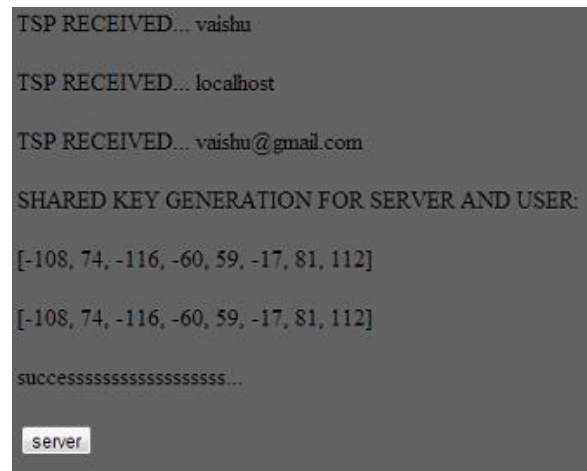 TSP RECEIVED... vaishu
TSP RECEIVED... localhost
TSP RECEIVED... vaishu@gmail.com
SHARED KEY GENERATION FOR SERVER AND USER:
[-108, 74, -116, -60, 59, -17, 81, 112]
[-108, 74, -116, -60, 59, -17, 81, 112]
successsssssssssssssssss...
server